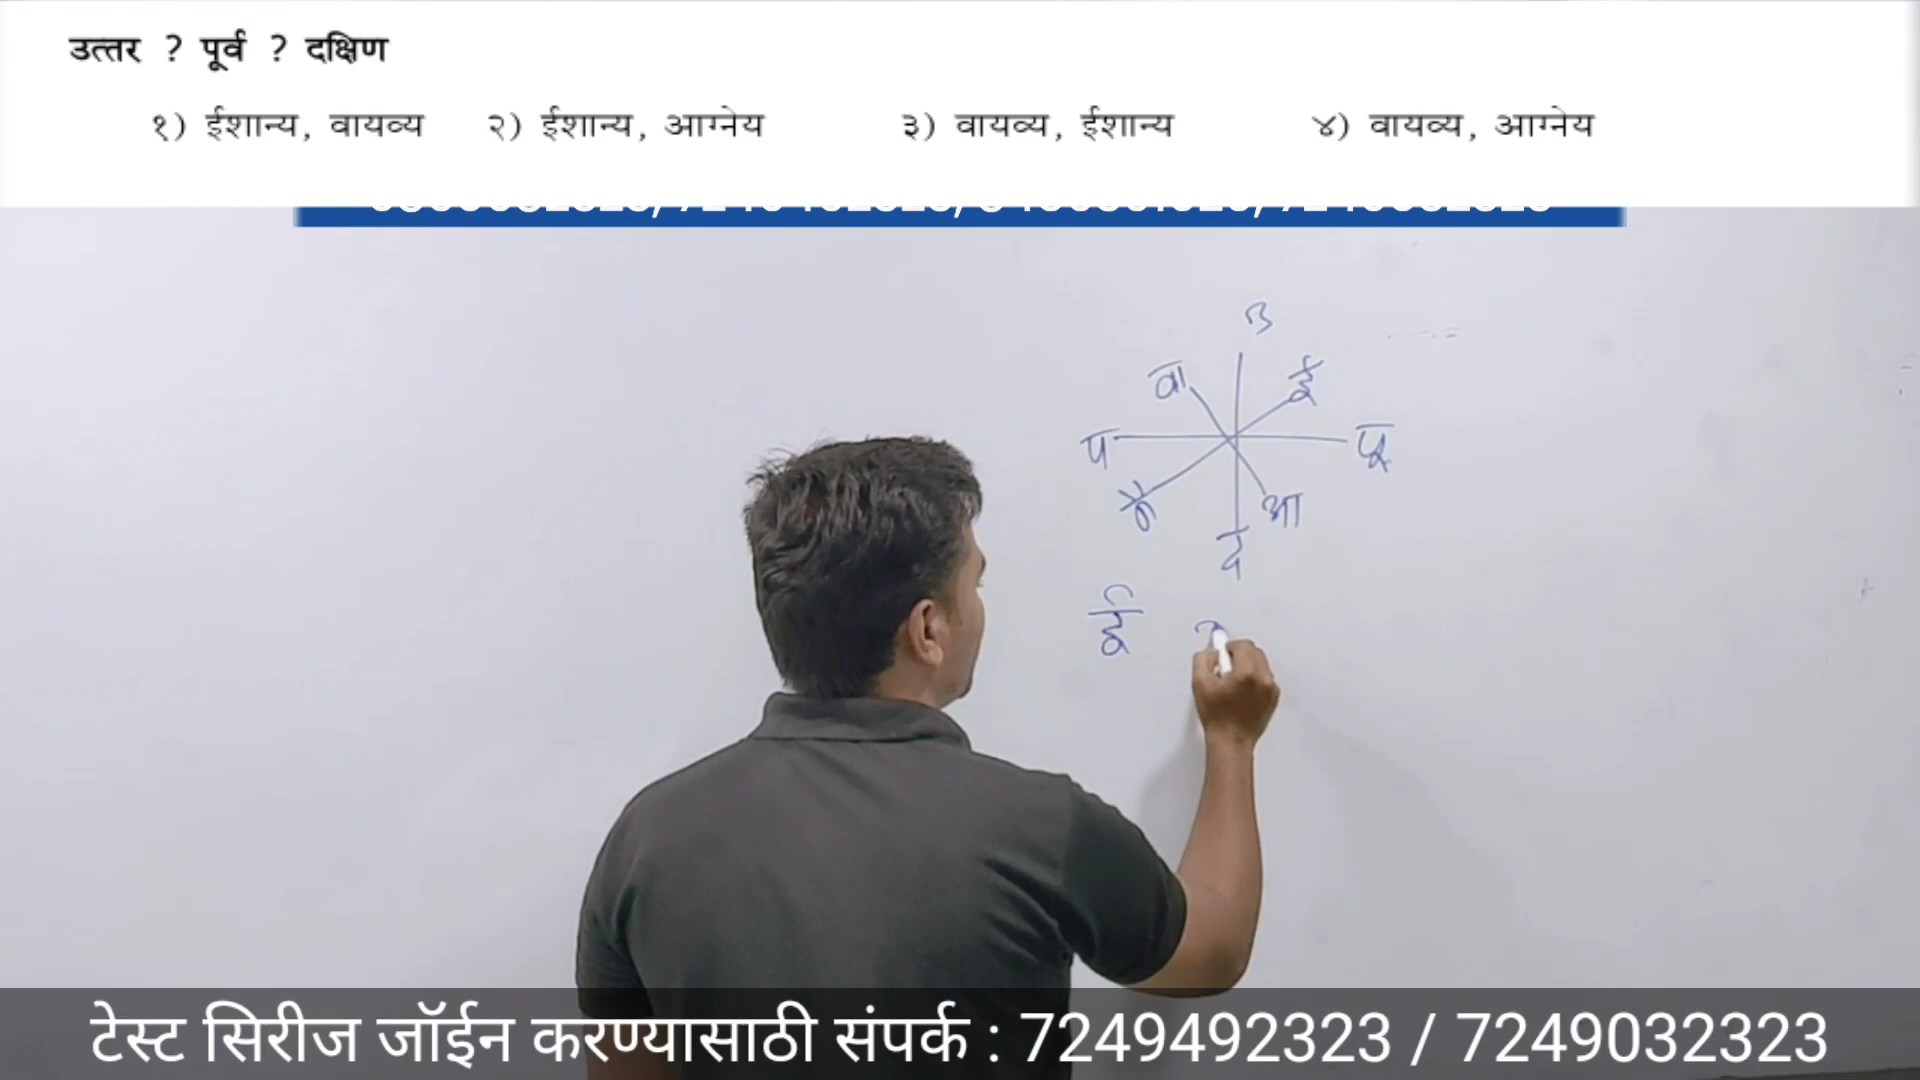 उत्तर ? पूर्व ? दक्षिण
१) ईशान्य, वायव्य २) ईशान्य, आग्नेय ३) वायव्य, ईशान्य ४) वायव्य, आग्नेय
उ
वा ई
प पू
नै आ
द
ई
टेस्ट सिरीज जॉईन करण्यासाठी संपर्क : 7249492323 / 7249032323